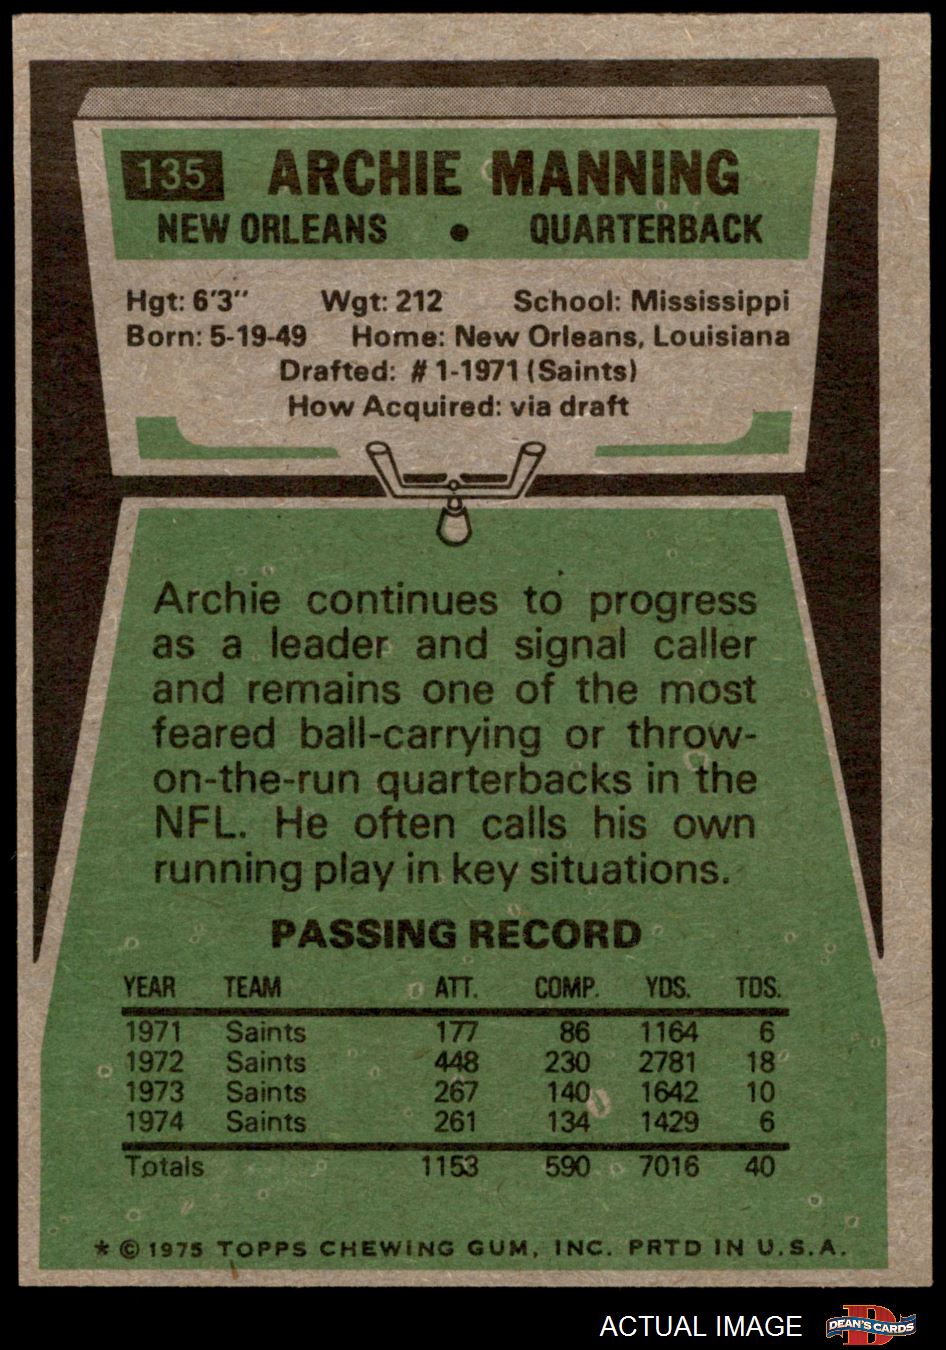 135 ARCHIE MANNING
NEW ORLEANS • QUARTERBACK
Hgt: 6'3" Wgt: 212 School: Mississippi
Born: 5-19-49 Home: New Orleans, Louisiana
Drafted: #1-1971 (Saints)
How Acquired: via draft
Archie continues to progress
as a leader and signal caller
and remains one of the most
feared ball-carrying or throw-
on-the-run quarterbacks in the
NFL. He often calls his own
running play in key situations.
PASSING RECORD
YEAR TEAM ATT. COMP. YDS. TDS.
1971 Saints 177 86 1164 6
1972 Saints 448 230 2781 18
1973 Saints 267 140 1642 10
1974 Saints 261 134 1429 6
Totals 1153 590 7016 40
* © 1975 TOPPS CHEWING GUM, INC. PRTD IN U.S.A.
ACTUAL IMAGE DEAN'S CARDS